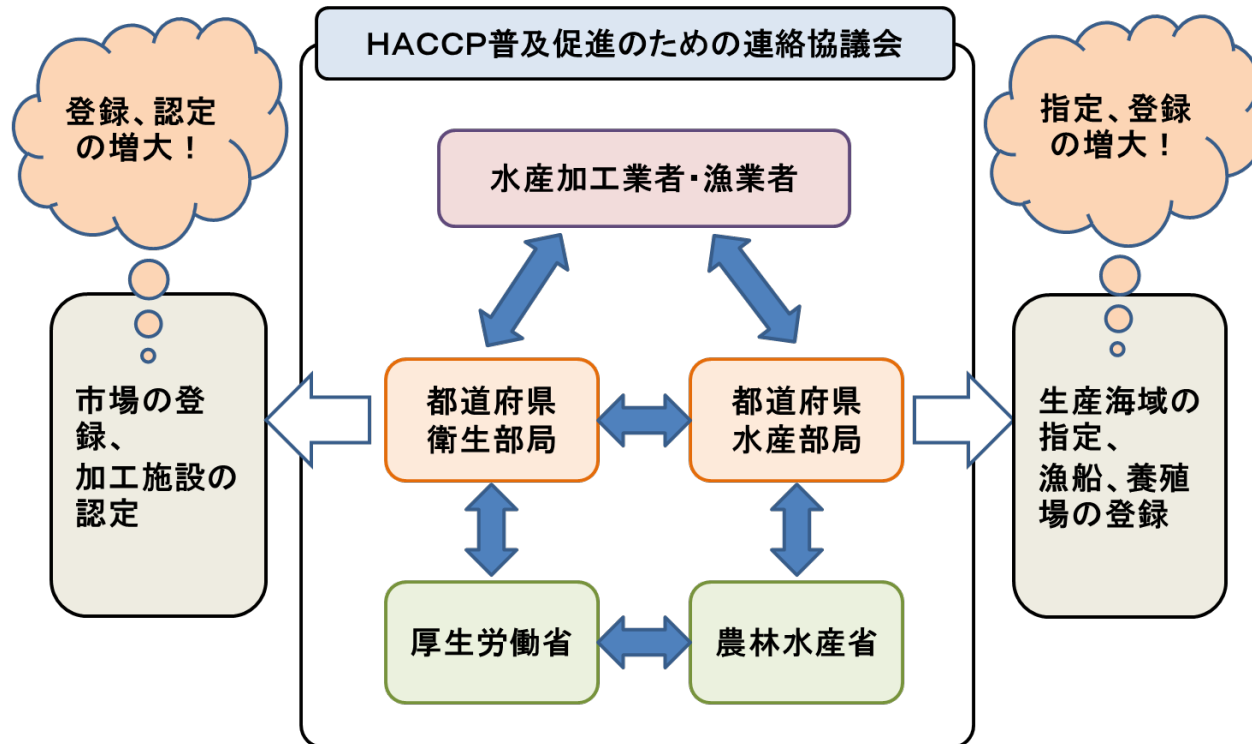 HACCP普及促進のための連絡協議会
登録、認定
の増大！
指定、登録
の増大！
水産加工業者・漁業者
市場の登
録、
加工施設の
認定
都道府県
衛生部局
都道府県
水産部局
生産海域の
指定、
漁船、養殖
場の登録
厚生労働省
農林水産省